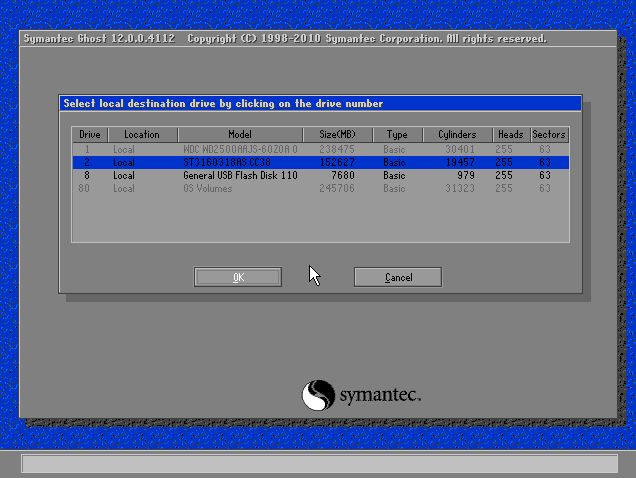 Symantec Ghost 12.0.0.4112 Copyright (C) 1998-2010 Symantec Corporation. All rights reserved.
Select local destination drive by clicking on the drive number
Drive Location Model Size(MB) Type Cylinders Heads Sectors
1 Local WDC WD2500AAJS-60Z0A 0 238475 Basic 30401 255 63
2 Local ST3160318AS CC38 152627 Basic 19457 255 63
8 Local General USB Flash Disk 110 7680 Basic 979 255 63
80 Local OS Volumes 245706 Basic 31323 255 63
OK Cancel
symantec.